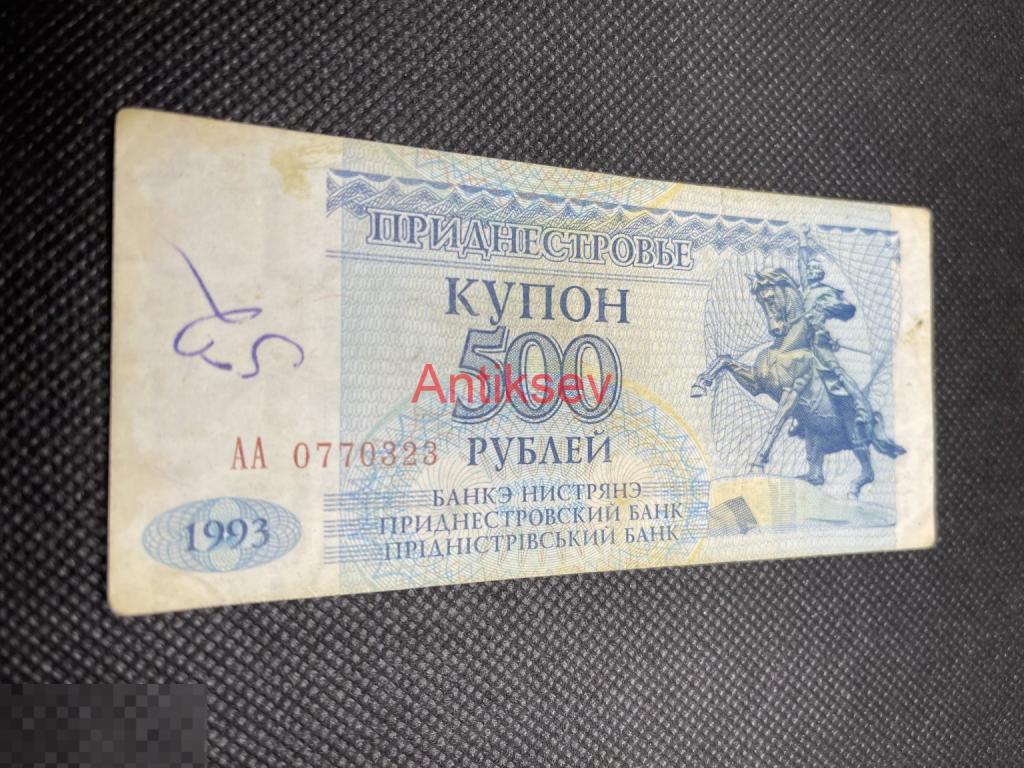 ПРИДНЕСТРОВЬЕ
КУПОН
500
Antiksev
РУБЛЕЙ
АА 0770323
БАНКЭ НИСТРЯНЭ
ПРИДНЕСТРОВСКИЙ БАНК
ПРІДНІСТРІВСЬКИЙ БАНК
1993